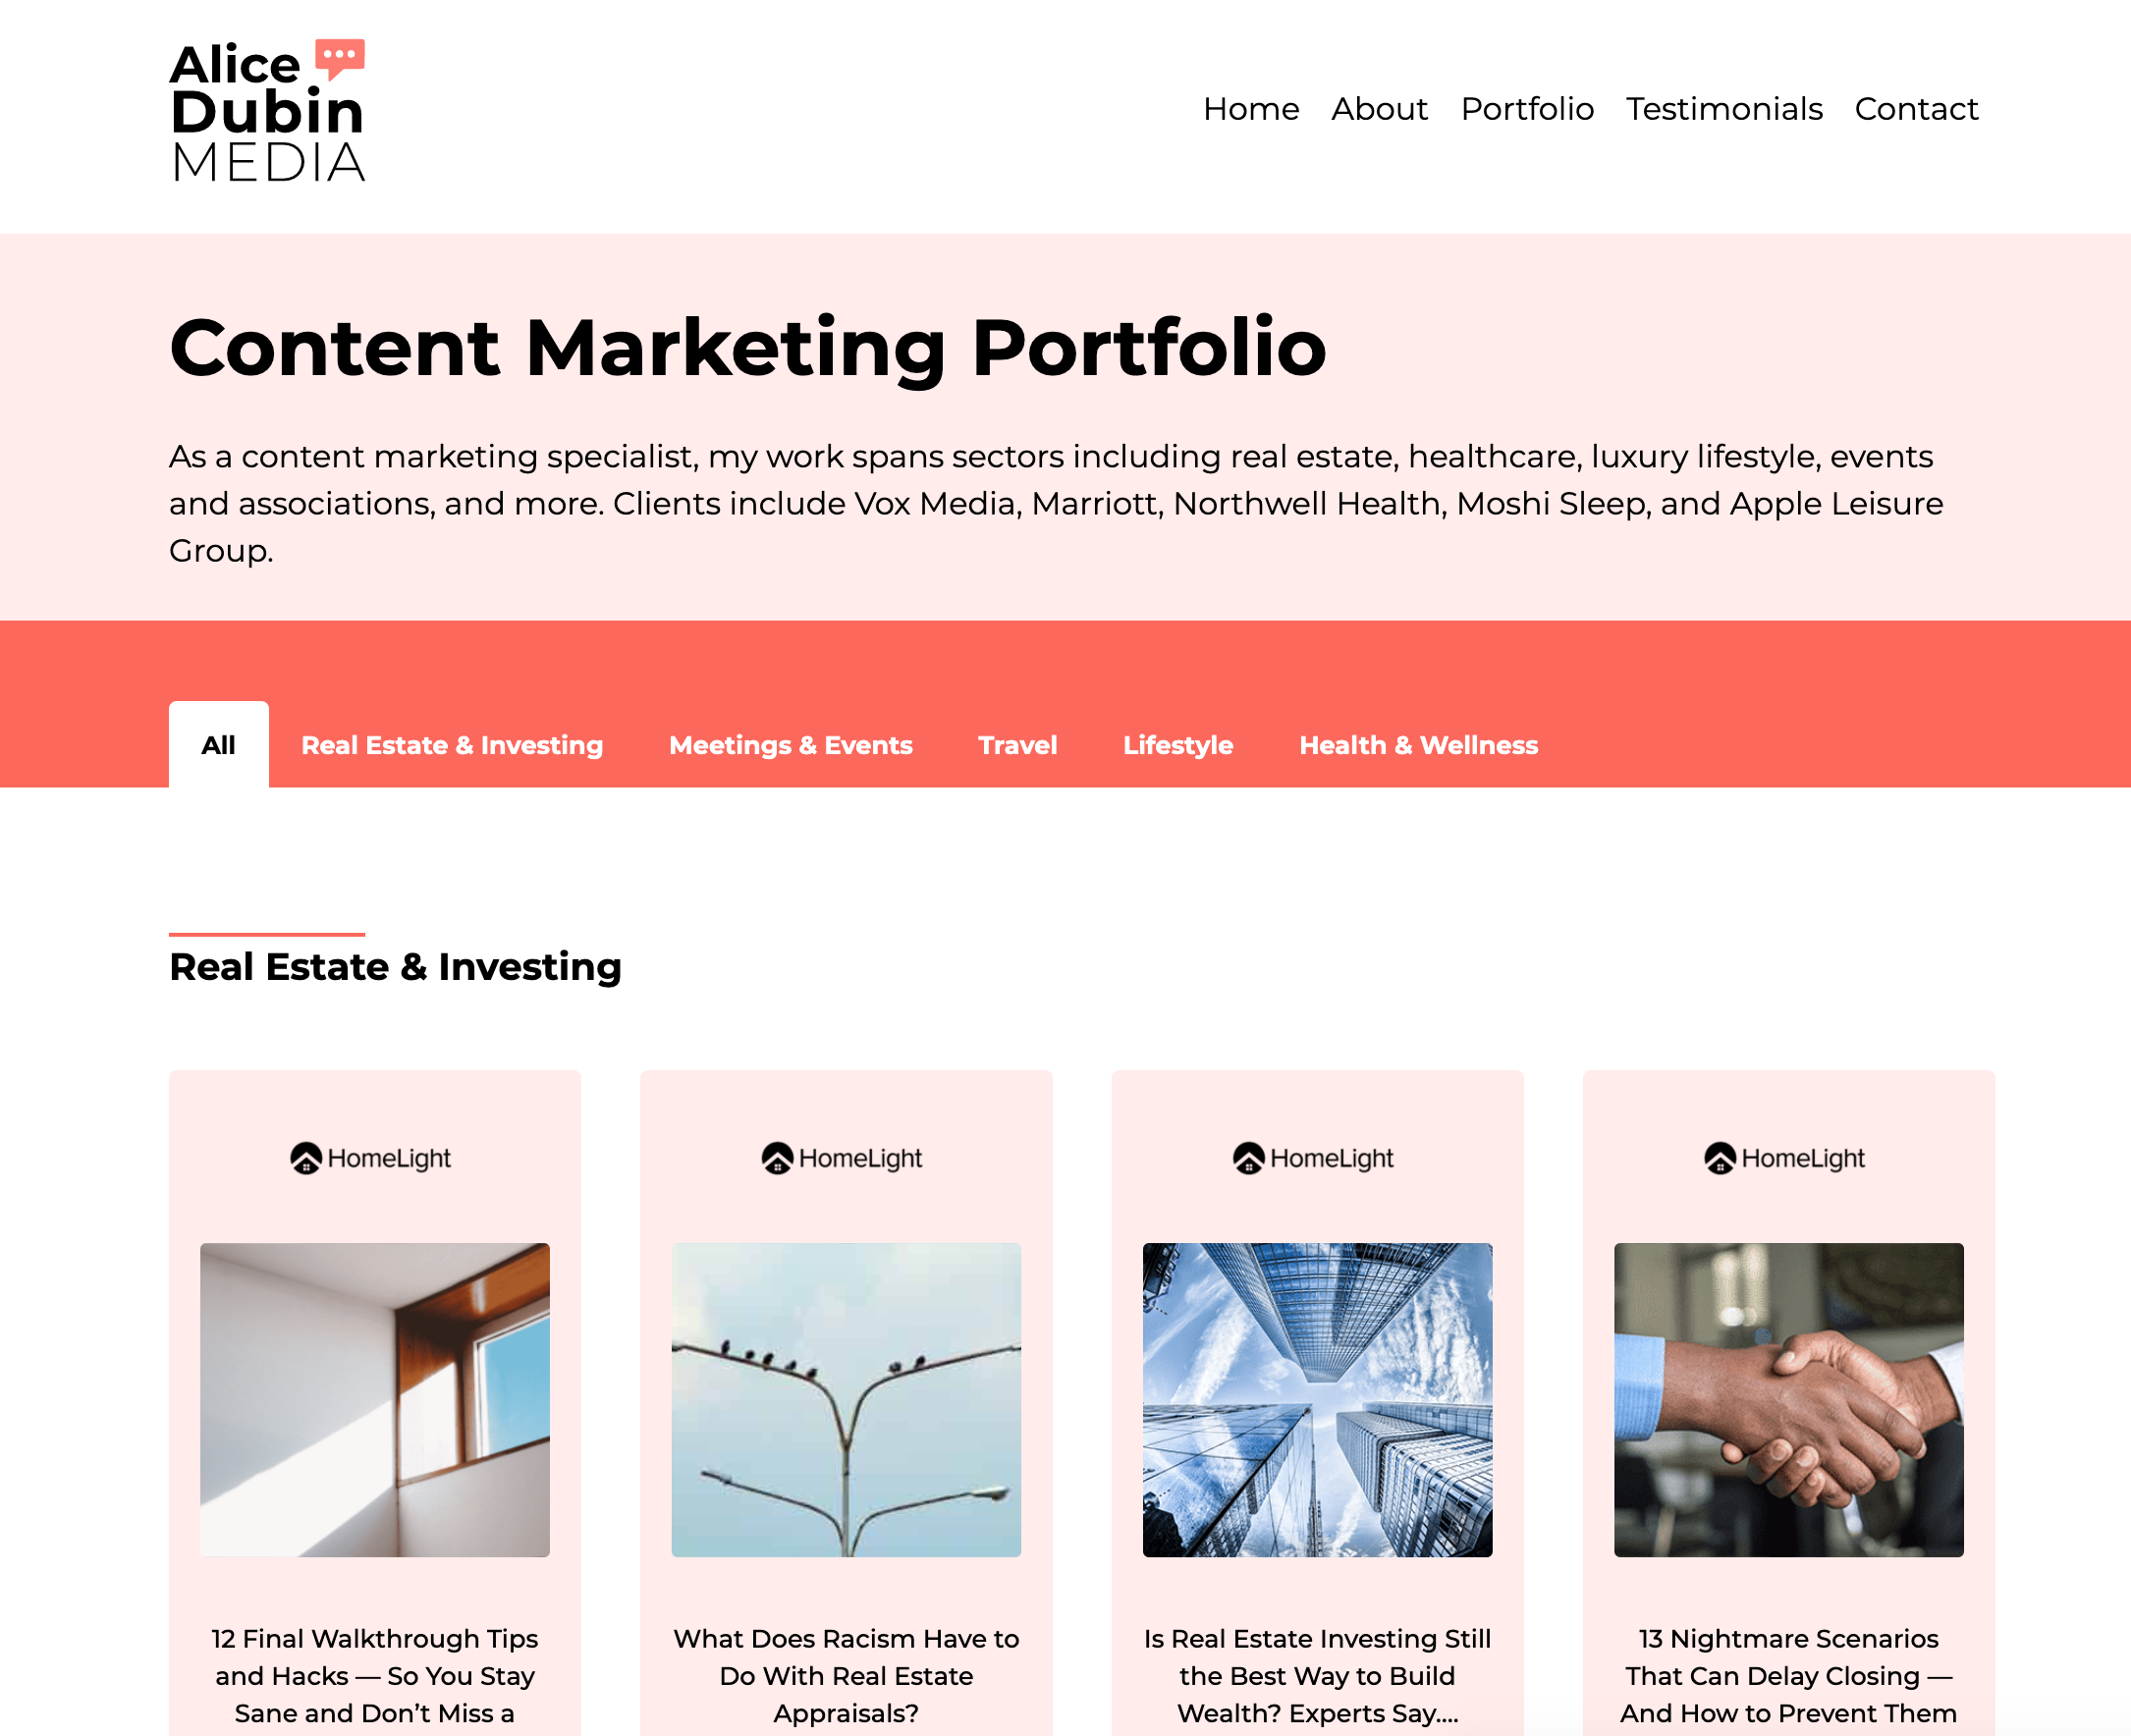 Alice
Dubin
MEDIA
Home About Portfolio Testimonials Contact
Content Marketing Portfolio
As a content marketing specialist, my work spans sectors including real estate, healthcare, luxury lifestyle, events
and associations, and more. Clients include Vox Media, Marriott, Northwell Health, Moshi Sleep, and Apple Leisure
Group.
All Real Estate & Investing Meetings & Events Travel Lifestyle Health & Wellness
Real Estate & Investing
HomeLight
12 Final Walkthrough Tips
and Hacks — So You Stay
Sane and Don’t Miss a
HomeLight
What Does Racism Have to
Do With Real Estate
Appraisals?
HomeLight
Is Real Estate Investing Still
the Best Way to Build
Wealth? Experts Say....
HomeLight
13 Nightmare Scenarios
That Can Delay Closing —
And How to Prevent Them